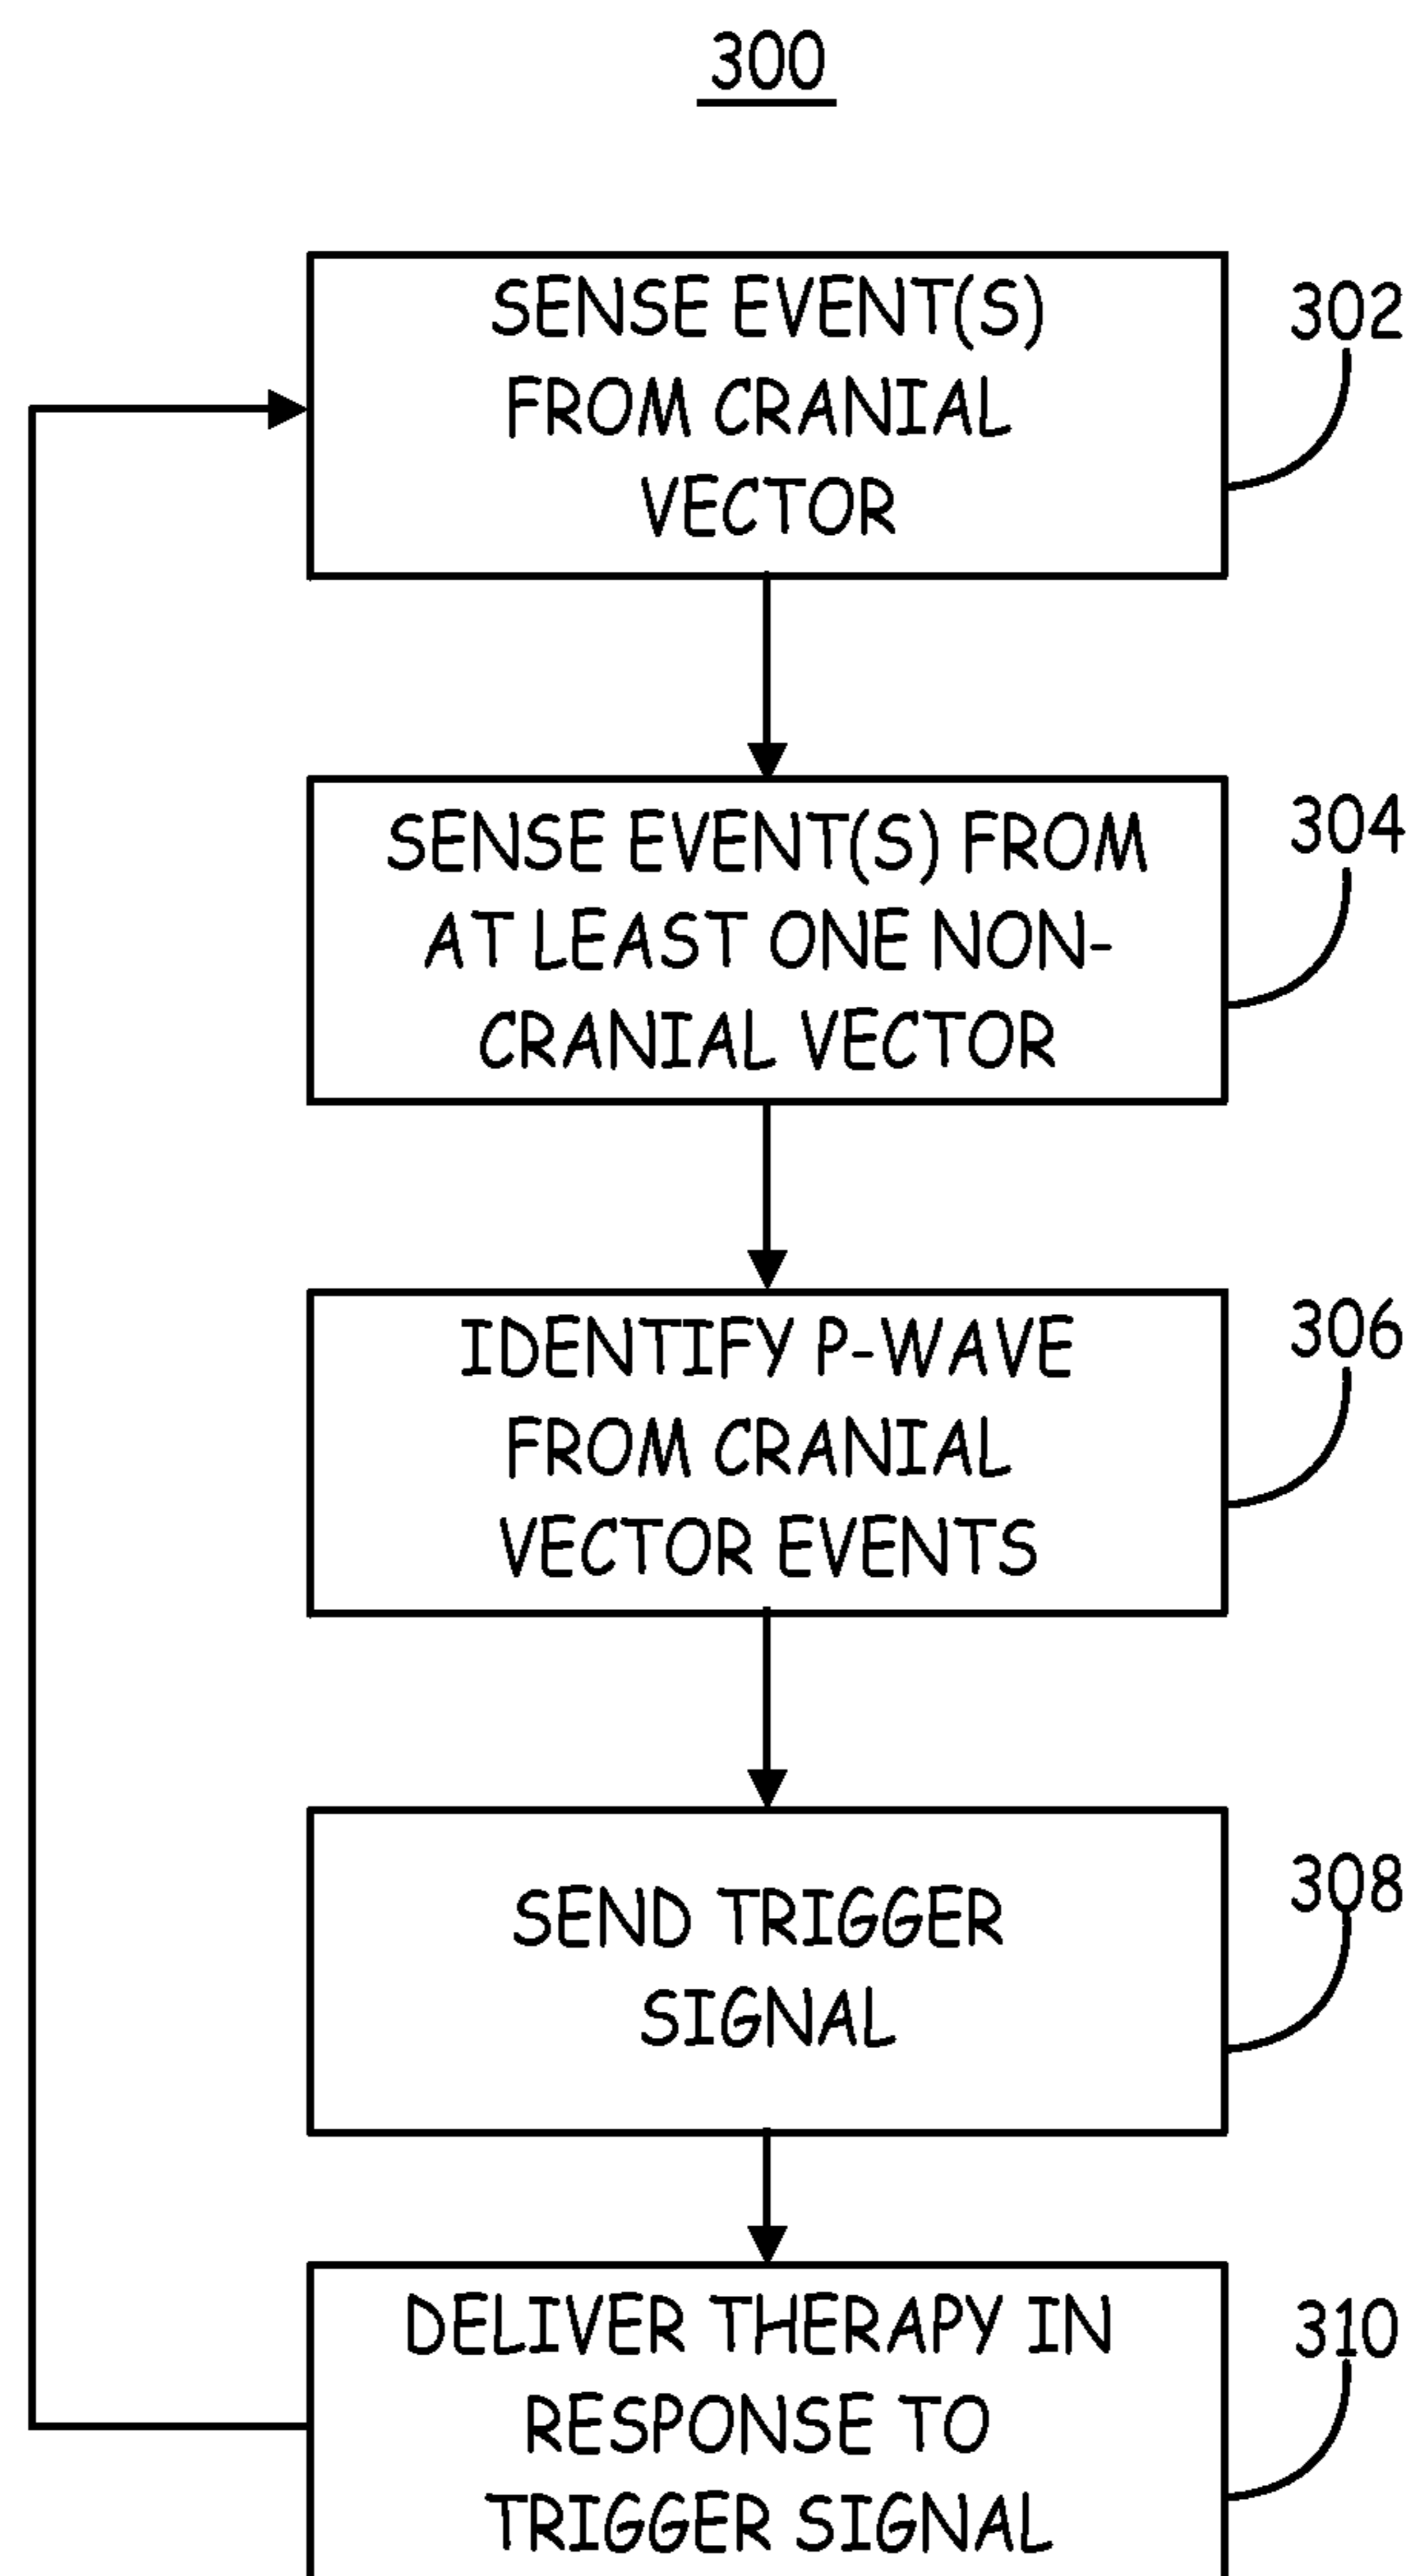 300
SENSE EVENT(S)
FROM CRANIAL
VECTOR
302
SENSE EVENT(S) FROM
AT LEAST ONE NON-
CRANIAL VECTOR
304
IDENTIFY P-WAVE
FROM CRANIAL
VECTOR EVENTS
306
SEND TRIGGER
SIGNAL
308
DELIVER THERAPY IN
RESPONSE TO
TRIGGER SIGNAL
310